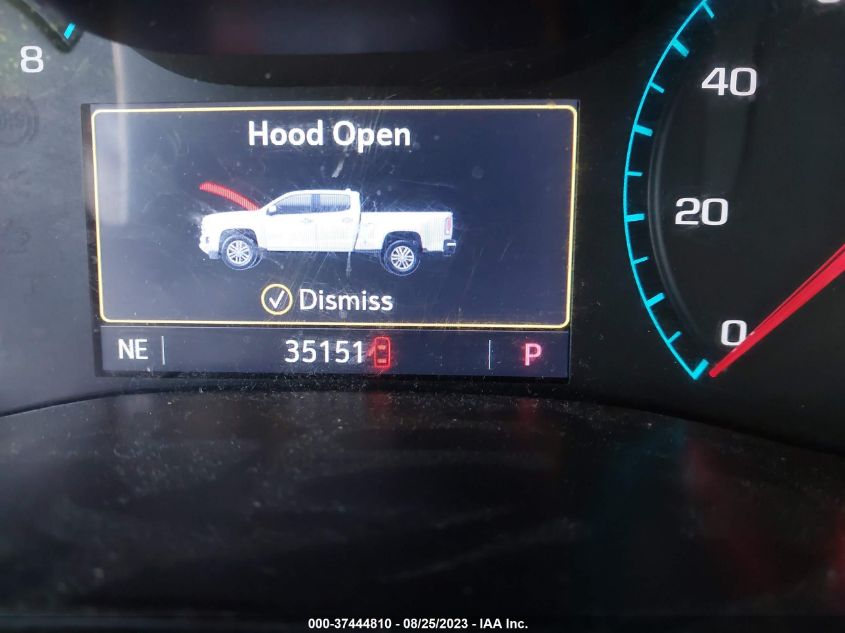 8
40
Hood Open
20
Dismiss
0
NE 35151 P
000-37444810 - 08/25/2023 - IAA Inc.